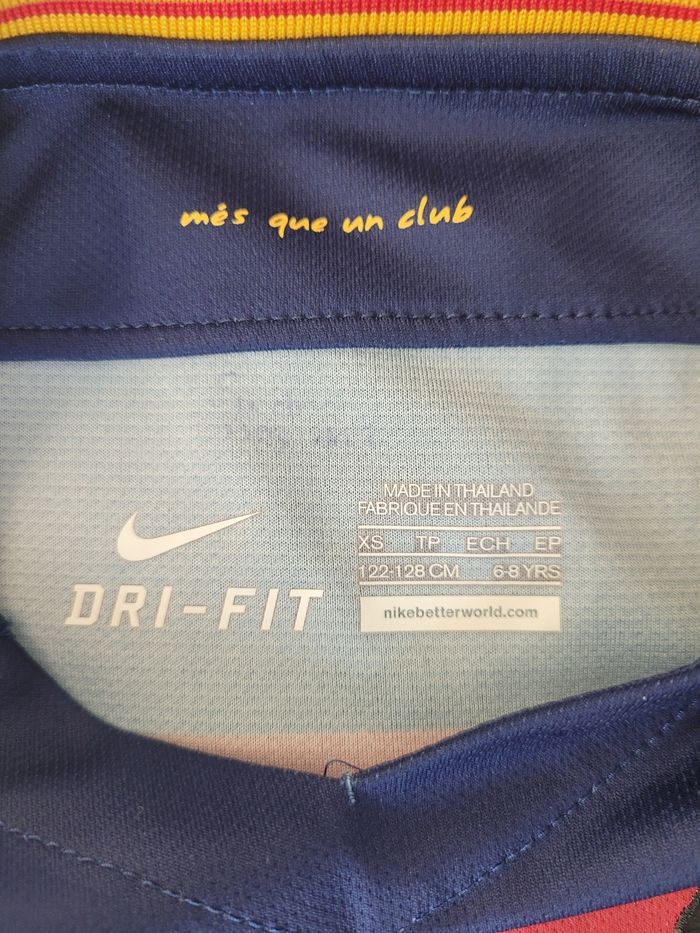 més que un club
MADE IN THAILAND
FABRIQUE EN THAILANDE
XS TP ECH EP
122-128 CM 6-8 YRS
nikebetterworld.com
DRI-FIT